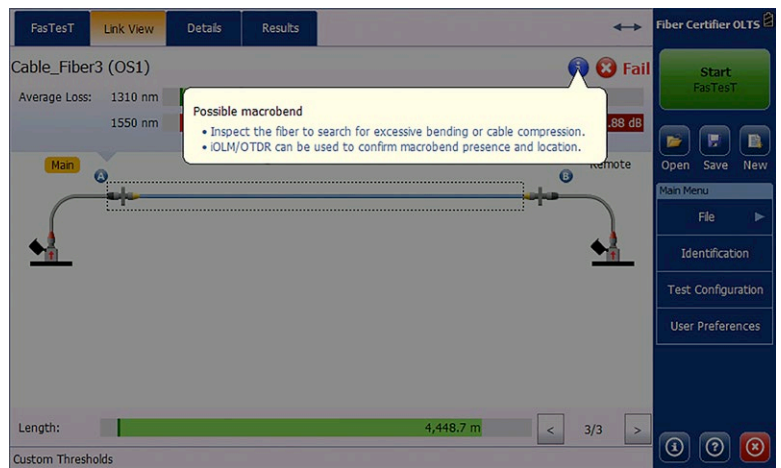 FasTesT
Link View
Details
Results
Fiber Certifier OLTS
Cable_Fiber3 (OS1)
Fail
Average Loss:
1310 nm
1550 nm
.88 dB
Possible macrobend
• Inspect the fiber to search for excessive bending or cable compression.
• iOLM/OTDR can be used to confirm macrobend presence and location.
Start
FasTesT
Open
Save
New
Main
A
B
Main Menu
File
Identification
Test Configuration
User Preferences
Length:
4,448.7 m
<
3/3
>
Custom Thresholds